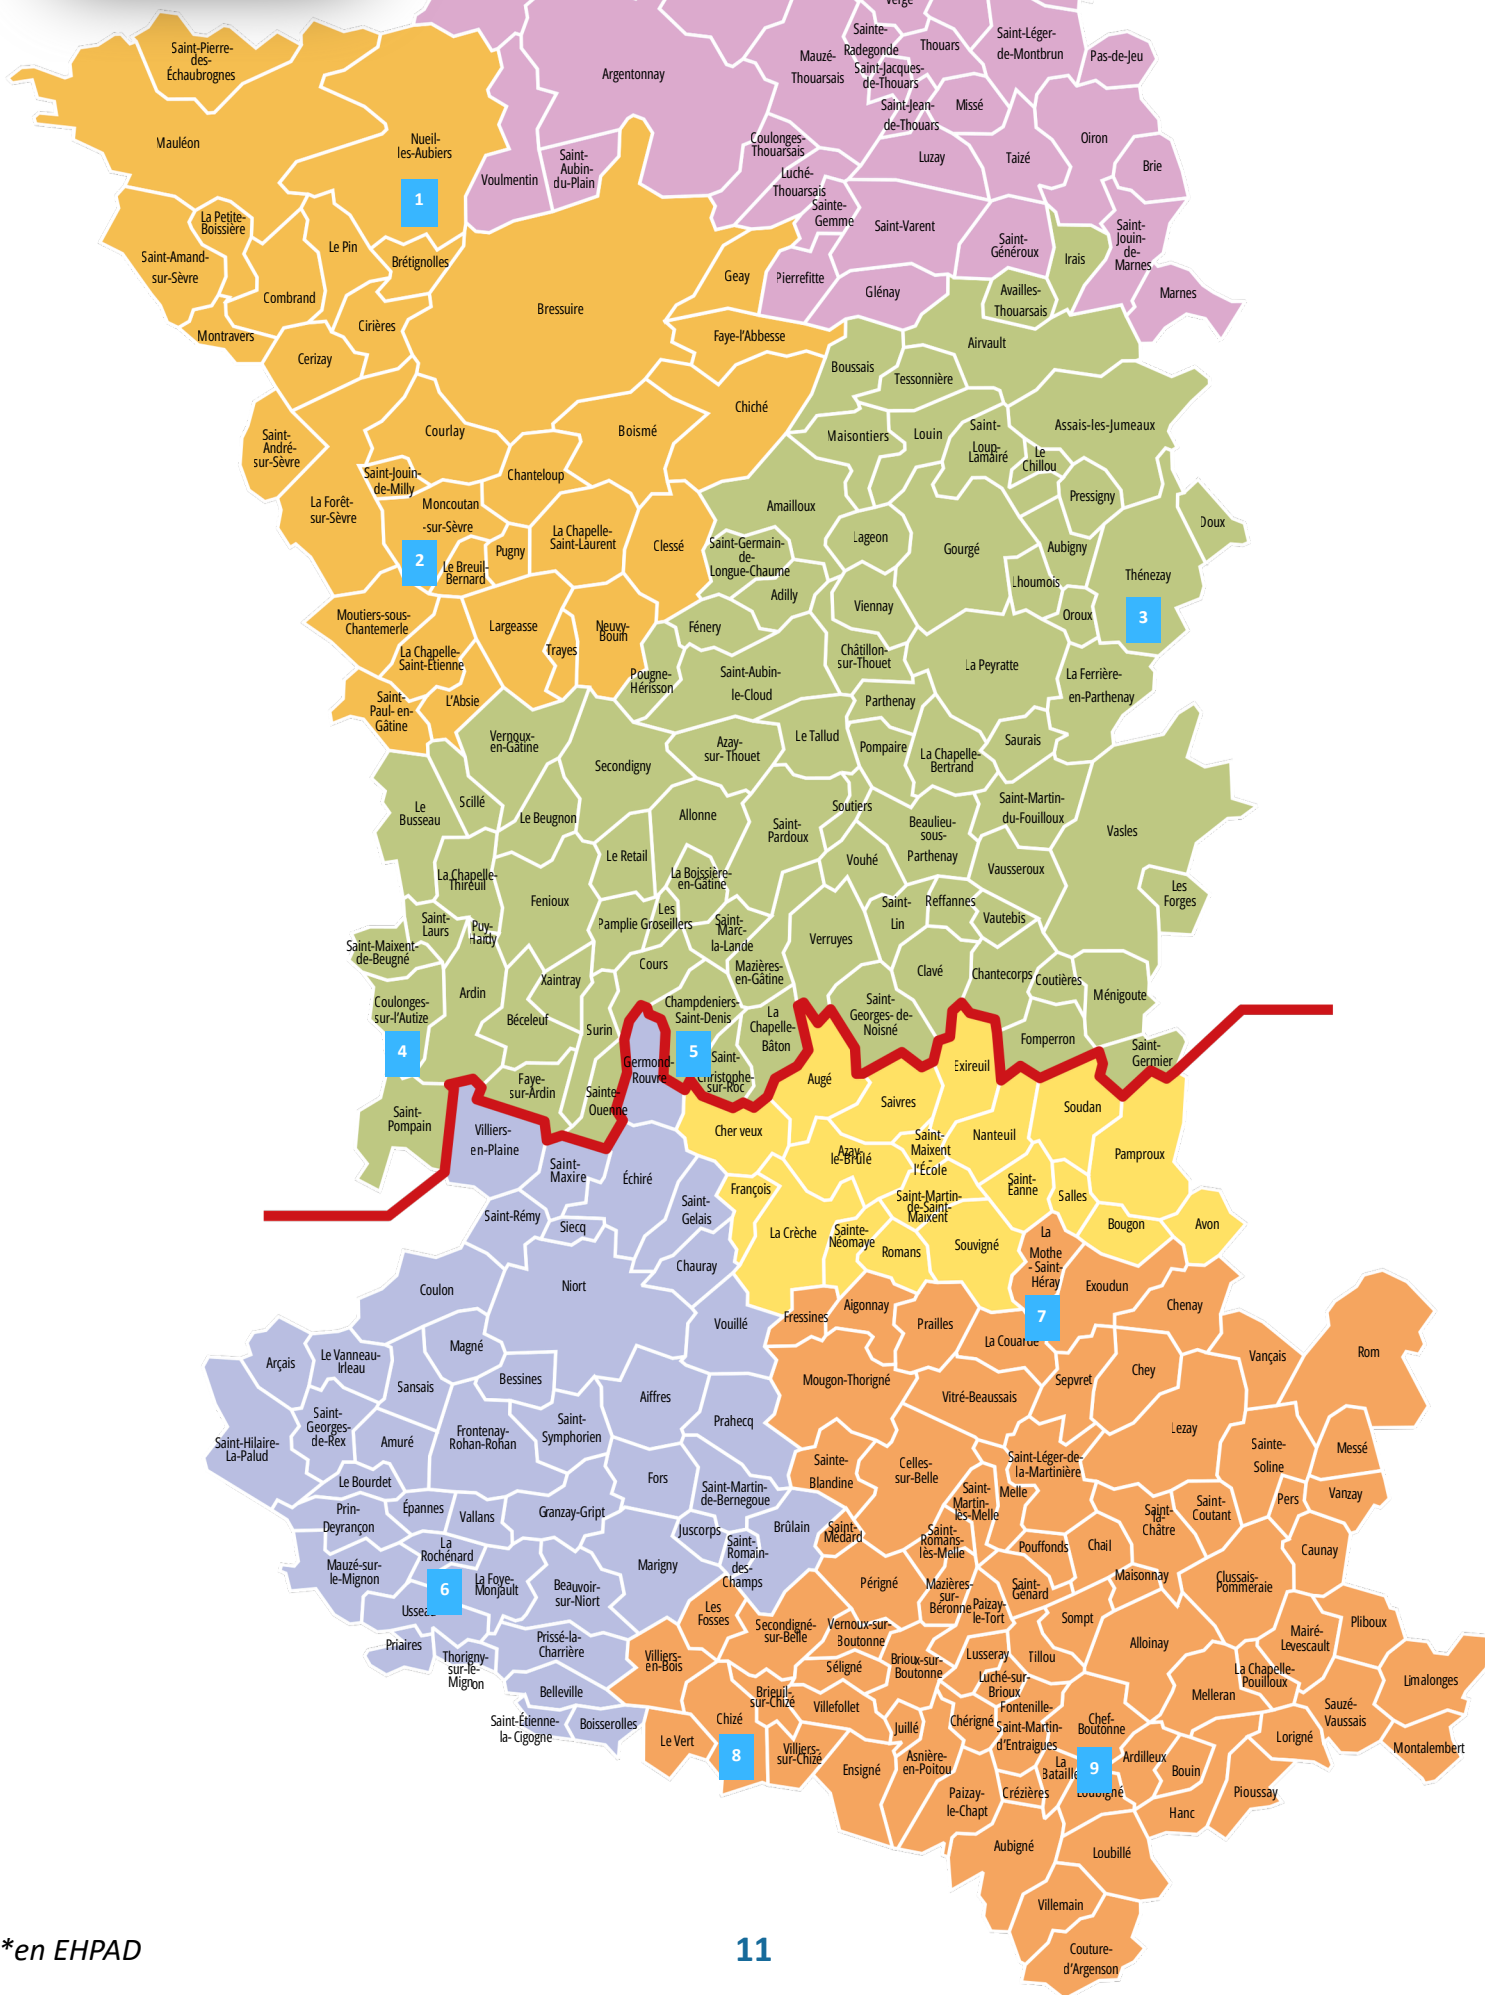 Verge
Saint-Pierre-
des-
Échaubrognes
Mauléon
Nueil-
les-Aubiers
1
La Petite-
Boissière
Le Pin
Brétignolles
Saint-Amand-
sur-Sèvre
Combrand
Cirières
Montravers
Cerizay
Argentonnay
Voulmentin
Saint-
Aubin-
du-Plain
Mauzé-
Thouarsais
Sainte-
Radegonde
Thouars
Saint-Jacques-
de-Thouars
Saint-Léger-
de-Montbrun
Pas-de-Jeu
Saint-Jean-
de-Thouars
Missé
Coulonges-
Thouarsais
Luzay
Taizé
Oiron
Brie
Luché-
Thouarsais
Sainte-
Gemme
Saint-Varent
Saint-
Généroux
Irais
Saint-
Jouin-
de-
Marnes
Marnes
Pierrefitte
Glénay
Availles-
Thouarsais
Bressuire
Geay
Faye-l'Abbesse
Chiché
Boismé
Courlay
Chanteloup
Saint-
André-
sur-Sèvre
La Forêt-
sur-Sèvre
Saint-Jouin-
de-Milly
Moncoutan
-sur-Sèvre
2
Le Breuil-
Bernard
Pugny
La Chapelle-
Saint-Laurent
Clessé
Moutiers-sous-
Chantemerle
La Chapelle-
Saint-Etienne
Largeasse
Trayes
Neuvy-
Bouin
Saint-
Paul- en-
Gâtine
L'Absie
Airvault
Boussais
Tessonnière
Maisontiers
Louin
Saint-
Loup-
Lamairé
Le
Chillou
Assais-les-Jumeaux
Pressigny
Doux
Amailloux
Lageon
Gourgé
Aubigny
Thénezay
3
Saint-Germain-
de-
Longue-Chaume
Adilly
Viennay
Lhoumois
Oroux
Fénery
Pougne-
Hérisson
Saint-Aubin-
le-Cloud
Châtillon-
sur-Thouet
La Peyratte
La Ferrière-
en-Parthenay
Parthenay
Vernoux-
en-Gâtine
Secondigny
Azay-
sur- Thouet
Le Tallud
Pompaire
La Chapelle-
Bertrand
Saurais
Le
Busseau
Scillé
Le Beugnon
Allonne
Saint-
Pardoux
Soutiers
Beaulieu-
sous-
Parthenay
Saint-Martin-
du-Fouilloux
Vasles
Le Retail
La Boissière-
en-Gâtine
Vouhé
Vausseroux
Les
Forges
La Chapelle-
Thireuil
Fenioux
Pamplie
Les
Groseillers
Saint-
Marc-
la-Lande
Verruyes
Saint-
Lin
Reffannes
Vautebis
Saint-
Laurs
Puy-
Hardy
Saint-Maixent-
de-Beugné
Ardin
Xaintray
Cours
Mazières-
en-Gâtine
Clavé
Chantecorps
Coutières
Ménigoute
Coulonges-
sur-l'Autize
4
Béceleuf
Surin
Champdeniers-
Saint-Denis
5
La
Chapelle-
Bâton
Saint-
Georges- de-
Noisné
Fomperron
Saint-
Germier
Saint-
Christophe-
sur-Roc
Faye-
sur-Ardin
Sainte-
Ouenne
Germond-
Rouvre
Saint-
Pompain
Villiers-
en-Plaine
Saint-
Maxire
Échiré
Saint-
Gelais
Cher veux
Augé
Saivres
Exireuil
Nanteuil
Soudan
Pamproux
Azay-
le-Brûlé
Saint-
Maixent
-
l'École
François
La Crèche
Sainte-
Néomaye
Saint-Martin-
de-Saint-
Maixent
Romans
Souvigné
Saint-
Eanne
Salles
Bougon
Avon
Saint-Rémy
Siecq
Chauray
Coulon
Niort
Vouillé
Magné
Bessines
Arçais
Le Vanneau-
Irleau
Sansais
Aiffres
Prahecq
Saint-Hilaire-
La-Palud
Saint-
Georges-
de-Rex
Amuré
Frontenay-
Rohan-Rohan
Saint-
Symphorien
Fors
Saint-Martin-
de-Bernegoue
Le Bourdet
Prin-
Deyrançon
Épannes
Vallans
Granzay-Gript
Juscorps
Brûlain
Saint-
Romain-
des-
Champs
La
Rochénard
Mauzé-sur-
le-Mignon
6
La Foye-
Monjault
Beauvoir-
sur-Niort
Marigny
Priaires
Thorigny-
sur-le-
Mignon
Prissé-la-
Charrière
Belleville
Saint-Étienne-
la- Cigogne
Boisserolles
La
Mothe
- Saint-
Héray
7
Exoudun
Chenay
Fressines
Aigonnay
Prailles
Mougon-Thorigné
Vitré-Beaussais
Sepvret
Chey
Vançais
Rom
Lezay
Sainte-
Soline
Messé
Sainte-
Blandine
Celles-
sur-Belle
Saint-Léger-de-
la-Martinière
Melle
Saint-
Martin-
lès-Melle
Pers
Vanzay
Saint-
Coutant
Saint-
Médard
Saint-
Romans-
lès-Melle
Pouffonds
Chail
Caunay
Maisonnay
Clussais-
Pommeraie
Périgné
Mazières-
sur-
Béronne
Paizay-
le-Tort
Saint-
Génard
Sompt
Alloinay
Mairé-
Levescault
Pliboux
Les
Fosses
Secondigné-
sur-Belle
Vernoux-sur-
Boutonne
Séligné
Brioux-sur-
Boutonne
Lusseray
Tillou
Luché-sur-
Brioux
La Chapelle-
Pouilloux
Limalonges
Villiers-
en-Bois
Chizé
8
Brieuil-
sur-Chizé
Villefollet
Juillé
Chérigné
Fontenille-
Saint-Martin-
d'Entraigues
Chef-
Boutonne
9
Melleran
Sauzé-
Vaussais
Lorigné
Montalembert
Le Vert
Villiers-
sur-Chizé
Ensigné
Asnière-
en-Poitou
La
Ardilleux
Bouin
Pioussay
Paizay-
le-Chapt
Crézières
Hanc
Aubigné
Loubillé
Villemain
Couture-
d'Argenson
*en EHPAD
11